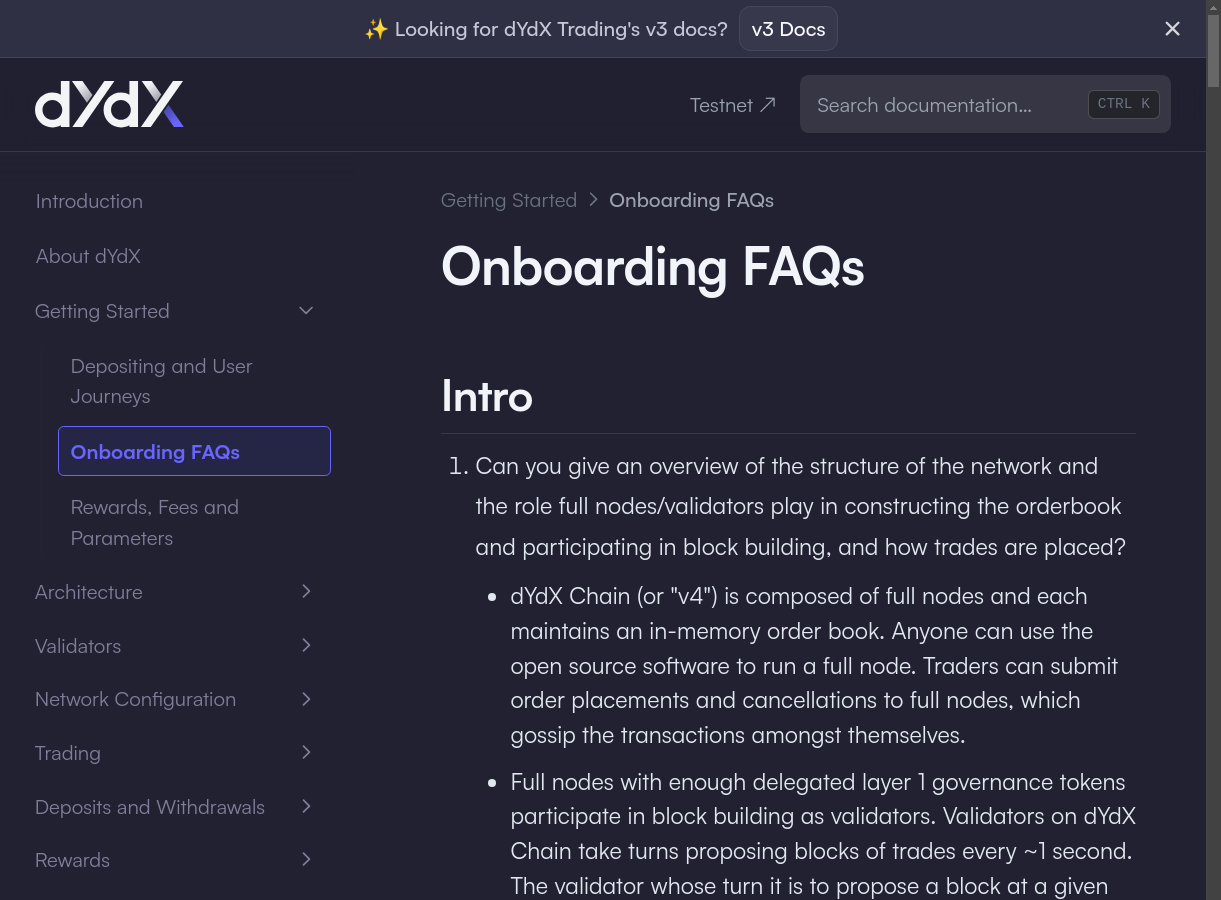 ✨ Looking for dYdX Trading's v3 docs? v3 Docs
dYdX
Testnet ↗ Search documentation... CTRL K
Introduction
About dYdX
Getting Started
Depositing and User
Journeys
Onboarding FAQs
Rewards, Fees and
Parameters
Architecture
Validators
Network Configuration
Trading
Deposits and Withdrawals
Rewards
Getting Started > Onboarding FAQs
Onboarding FAQs
Intro
1. Can you give an overview of the structure of the network and
the role full nodes/validators play in constructing the orderbook
and participating in block building, and how trades are placed?
• dYdX Chain (or "v4") is composed of full nodes and each
maintains an in-memory order book. Anyone can use the
open source software to run a full node. Traders can submit
order placements and cancellations to full nodes, which
gossip the transactions amongst themselves.
• Full nodes with enough delegated layer 1 governance tokens
participate in block building as validators. Validators on dYdX
Chain take turns proposing blocks of trades every ~1 second.
The validator whose turn it is to propose a block at a given